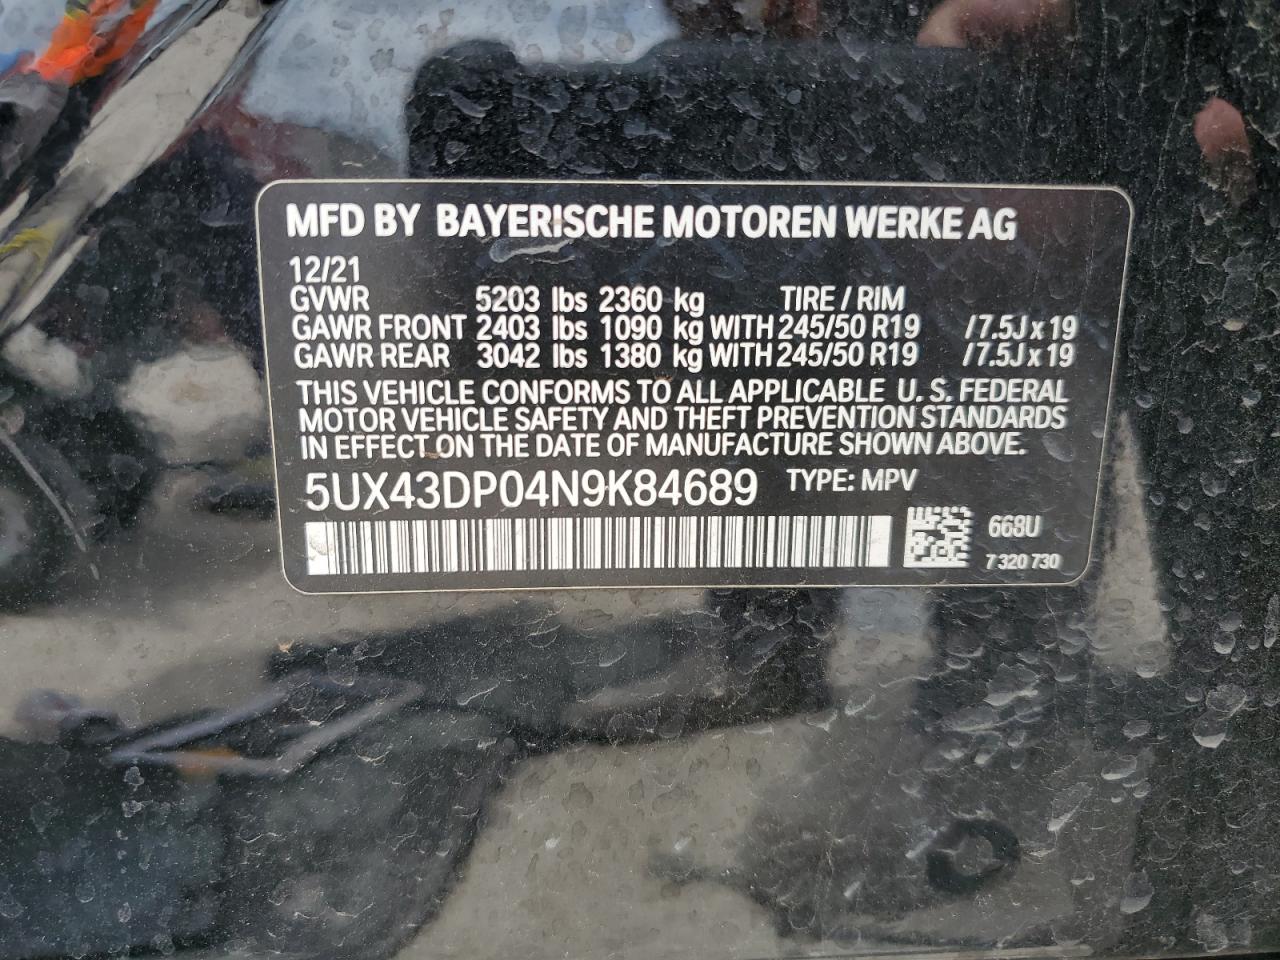 MFD BY BAYERISCHE MOTOREN WERKE AG
12/21
GVWR 5203 lbs 2360 kg TIRE / RIM
GAWR FRONT 2403 lbs 1090 kg WITH 245/50 R19 /7.5J x 19
GAWR REAR 3042 lbs 1380 kg WITH 245/50 R19 /7.5J x 19
THIS VEHICLE CONFORMS TO ALL APPLICABLE U. S. FEDERAL
MOTOR VEHICLE SAFETY AND THEFT PREVENTION STANDARDS
IN EFFECT ON THE DATE OF MANUFACTURE SHOWN ABOVE.
5UX43DP04N9K84689 TYPE: MPV
668U
7 320 730